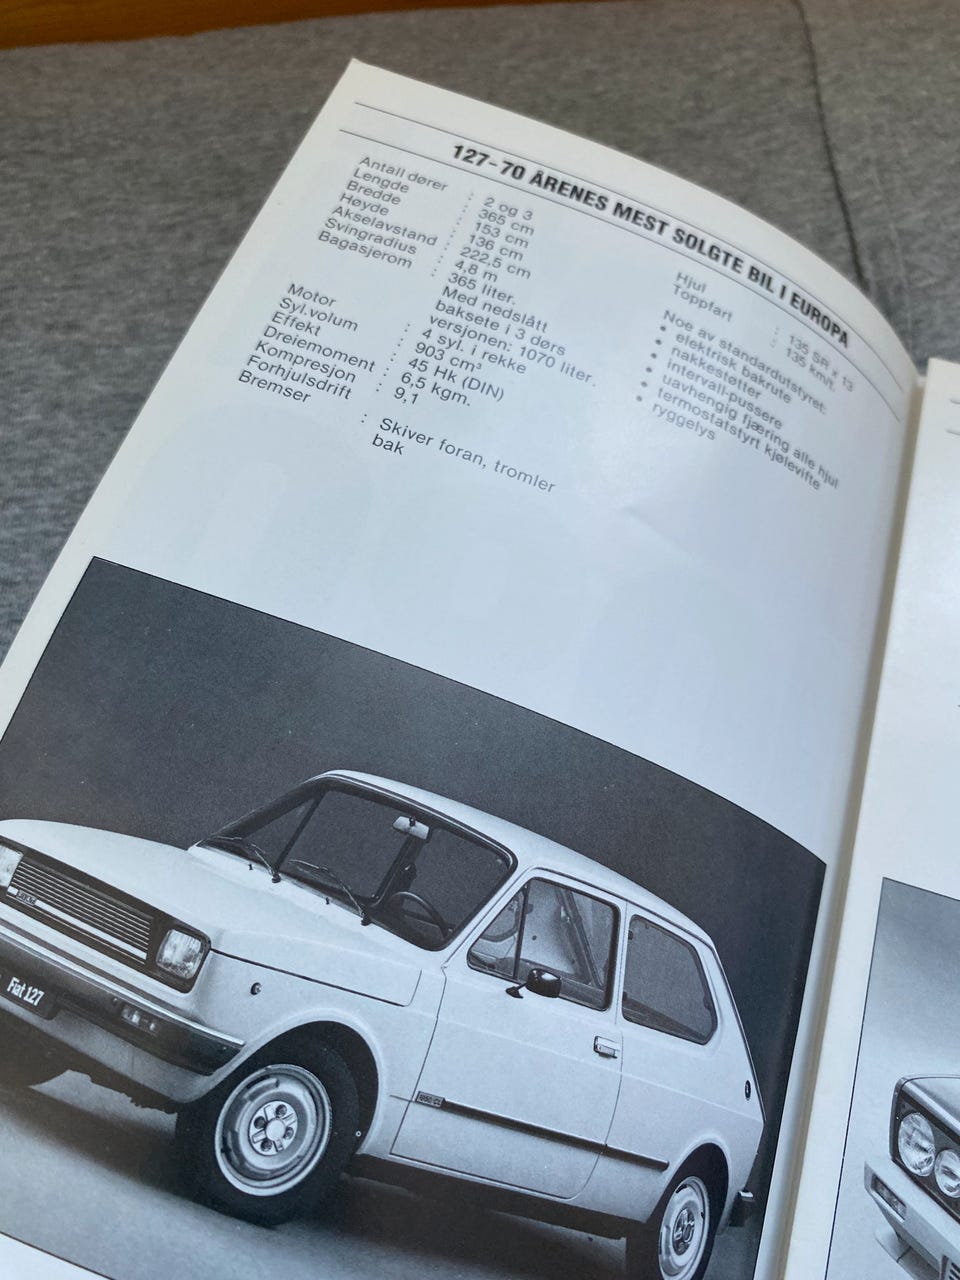 127-70 ÅRENES MEST SOLGTE BIL I EUROPA
Antall dører : 2 og 3
Lengde : 365 cm
Bredde : 153 cm
Høyde : 136 cm
Akselavstand : 222,5 cm
Svingradius : 4,8 m
Bagasjerom : 365 liter.
Med nedslått
baksete i 3 dørs
versjonen: 1070 liter.
Motor : 4 syl. i rekke
Syl.volum : 903 cm³
Effekt : 45 Hk (DIN)
Dreiemoment : 6,5 kgm.
Kompresjon : 9,1
Forhjulsdrift
Bremser : Skiver foran, tromler
bak
Hjul : 135 SR x 13
Toppfart : 135 km/t.
Noe av standardutstyret:
• elektrisk bakrute
• nakkestøtter
• intervall-pussere
• uavhengig fjæring alle hjul
• termostatstyrt kjølevifte
• ryggelys
FIAT
Fiat 127
1050 CL